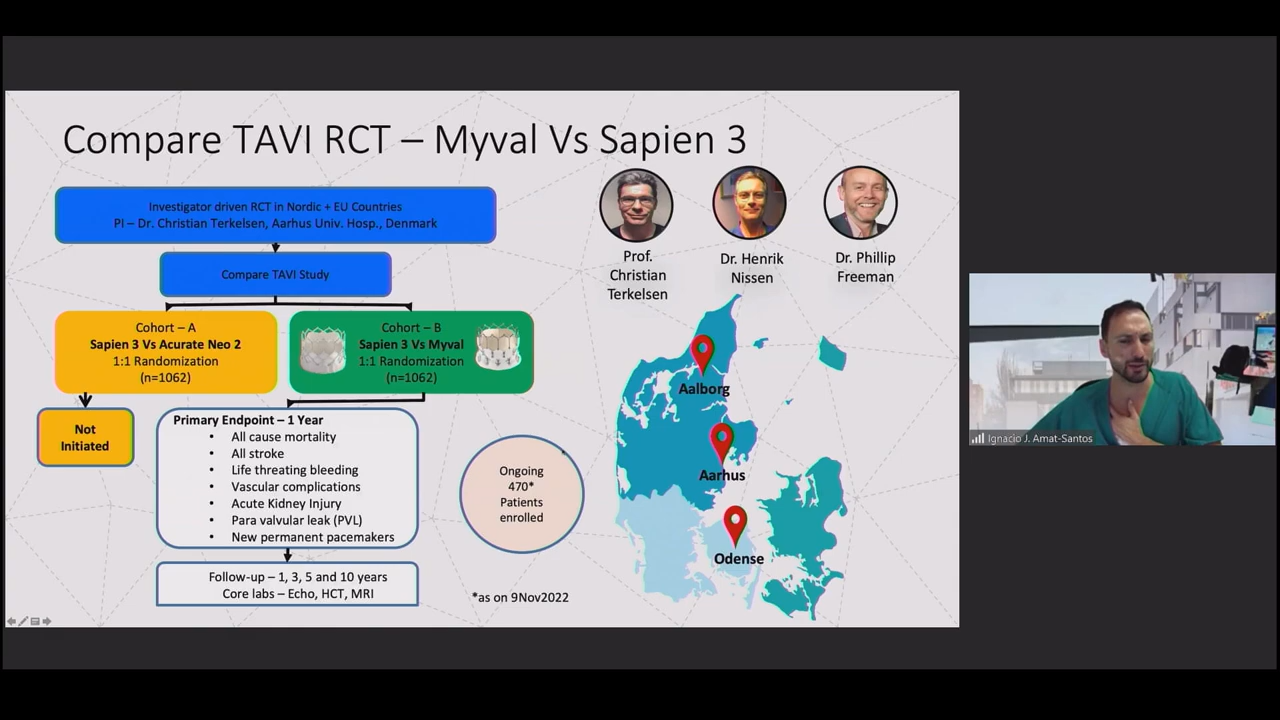 Compare TAVI RCT – Myval Vs Sapien 3
Investigator driven RCT in Nordic + EU Countries
PI – Dr. Christian Terkelsen, Aarhus Univ. Hosp., Denmark
Compare TAVI Study
Cohort – A
Sapien 3 Vs Acurate Neo 2
1:1 Randomization
(n=1062)
Cohort – B
Sapien 3 Vs Myval
1:1 Randomization
(n=1062)
Not
Initiated
Primary Endpoint – 1 Year
• All cause mortality
• All stroke
• Life threating bleeding
• Vascular complications
• Acute Kidney Injury
• Para valvular leak (PVL)
• New permanent pacemakers
Follow-up – 1, 3, 5 and 10 years
Core labs – Echo, HCT, MRI
Ongoing
470*
Patients
enrolled
*as on 9Nov2022
Prof.
Christian
Terkelsen
Dr. Henrik
Nissen
Dr. Phillip
Freeman
Aalborg
Aarhus
Odense
Ignacio J. Amat-Santos